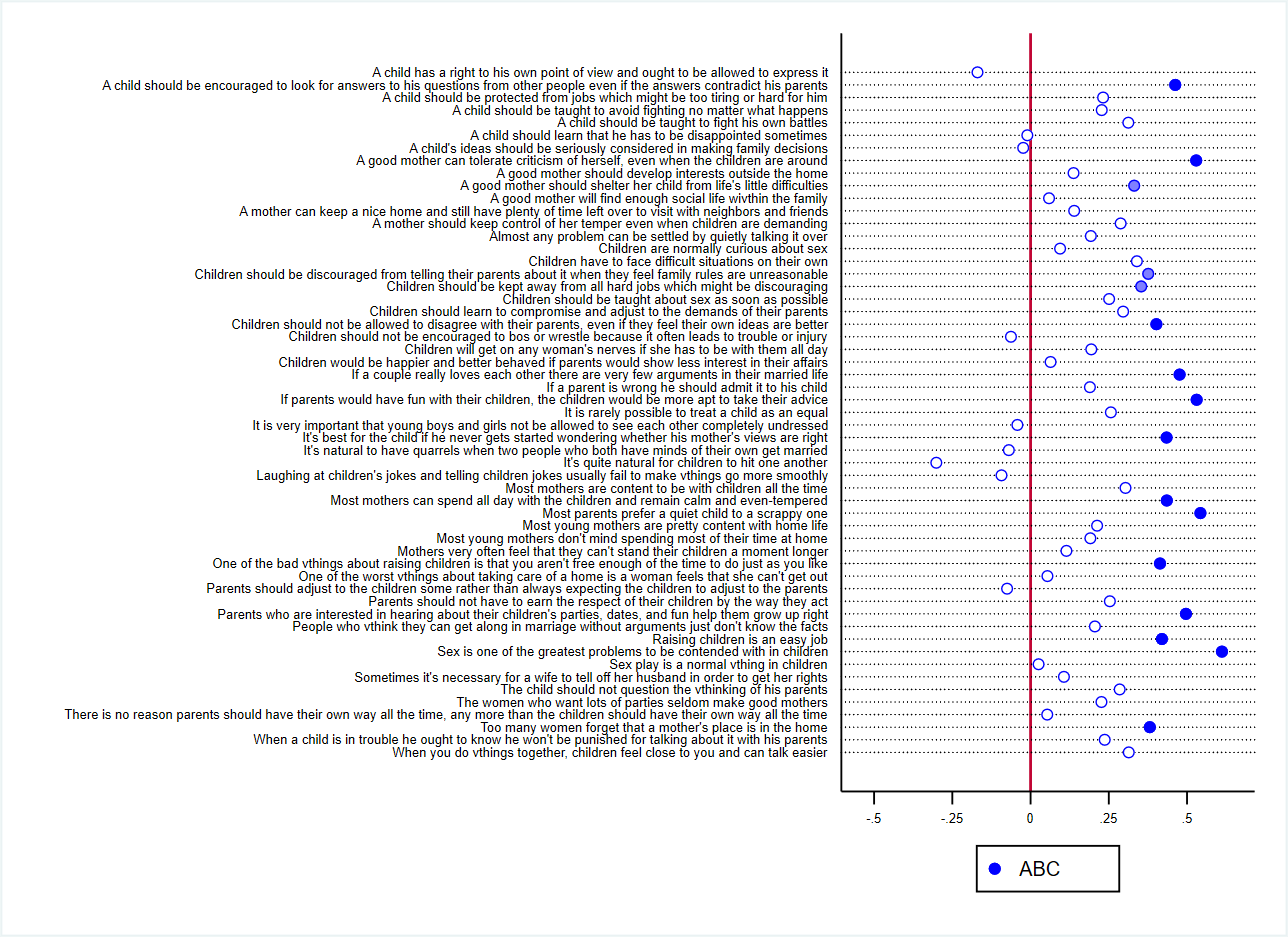 A child has a right to his own point of view and ought to be allowed to express it
A child should be encouraged to look for answers to his questions from other people even if the answers contradict his parents
A child should be protected from jobs which might be too tiring or hard for him
A child should be taught to avoid fighting no matter what happens
A child should be taught to fight his own battles
A child should learn that he has to be disappointed sometimes
A child's ideas should be seriously considered in making family decisions
A good mother can tolerate criticism of herself, even when the children are around
A good mother should develop interests outside the home
A good mother should shelter her child from life's little difficulties
A good mother will find enough social life wivthin the family
A mother can keep a nice home and still have plenty of time left over to visit with neighbors and friends
A mother should keep control of her temper even when children are demanding
Almost any problem can be settled by quietly talking it over
Children are normally curious about sex
Children have to face difficult situations on their own
Children should be discouraged from telling their parents about it when they feel family rules are unreasonable
Children should be kept away from all hard jobs which might be discouraging
Children should be taught about sex as soon as possible
Children should learn to compromise and adjust to the demands of their parents
Children should not be allowed to disagree with their parents, even if they feel their own ideas are better
Children should not be encouraged to bos or wrestle because it often leads to trouble or injury
Children will get on any woman's nerves if she has to be with them all day
Children would be happier and better behaved if parents would show less interest in their affairs
If a couple really loves each other there are very few arguments in their married life
If a parent is wrong he should admit it to his child
If parents would have fun with their children, the children would be more apt to take their advice
It is rarely possible to treat a child as an equal
It is very important that young boys and girls not be allowed to see each other completely undressed
It's best for the child if he never gets started wondering whether his mother's views are right
It's natural to have quarrels when two people who both have minds of their own get married
It's quite natural for children to hit one another
Laughing at children's jokes and telling children jokes usually fail to make vthings go more smoothly
Most mothers are content to be with children all the time
Most mothers can spend all day with the children and remain calm and even-tempered
Most parents prefer a quiet child to a scrappy one
Most young mothers are pretty content with home life
Most young mothers don't mind spending most of their time at home
Mothers very often feel that they can't stand their children a moment longer
One of the bad vthings about raising children is that you aren't free enough of the time to do just as you like
One of the worst vthings about taking care of a home is a woman feels that she can't get out
Parents should adjust to the children some rather than always expecting the children to adjust to the parents
Parents should not have to earn the respect of their children by the way they act
Parents who are interested in hearing about their children's parties, dates, and fun help them grow up right
People who vthink they can get along in marriage without arguments just don't know the facts
Raising children is an easy job
Sex is one of the greatest problems to be contended with in children
Sex play is a normal vthing in children
Sometimes it's necessary for a wife to tell off her husband in order to get her rights
The child should not question the vthinking of his parents
The women who want lots of parties seldom make good mothers
There is no reason parents should have their own way all the time, any more than the children should have their own way all the time
Too many women forget that a mother's place is in the home
When a child is in trouble he ought to know he won't be punished for talking about it with his parents
When you do vthings together, children feel close to you and can talk easier
-.5 -.25 0 .25 .5
ABC